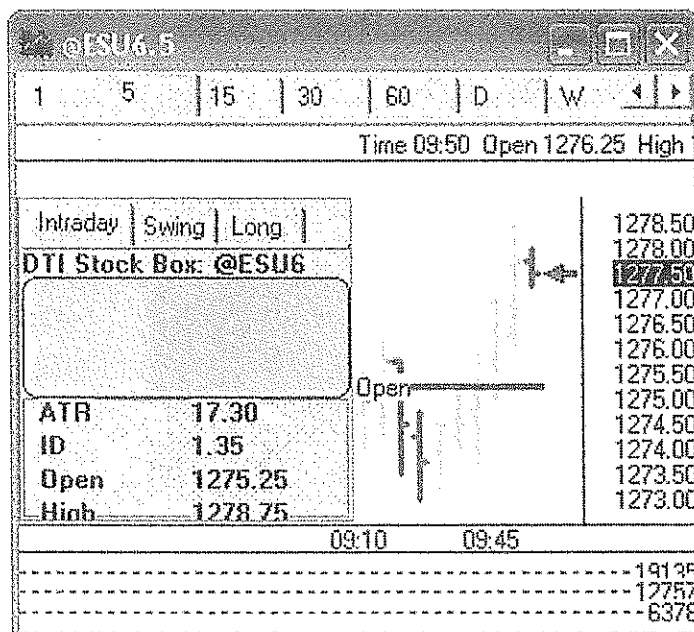 @ESU6.5
1 5 15 30 60 D W
Time 09:50 Open 1276.25 High
Intraday Swing Long
DTI Stock Box: @ESU6
ATR 17.30
ID 1.35
Open 1275.25
High 1278.75
Open
1278.50
1278.00
1277.50
1277.00
1276.50
1276.00
1275.50
1275.00
1274.50
1274.00
1273.50
1273.00
09:10 09:45
19135
12757
6378